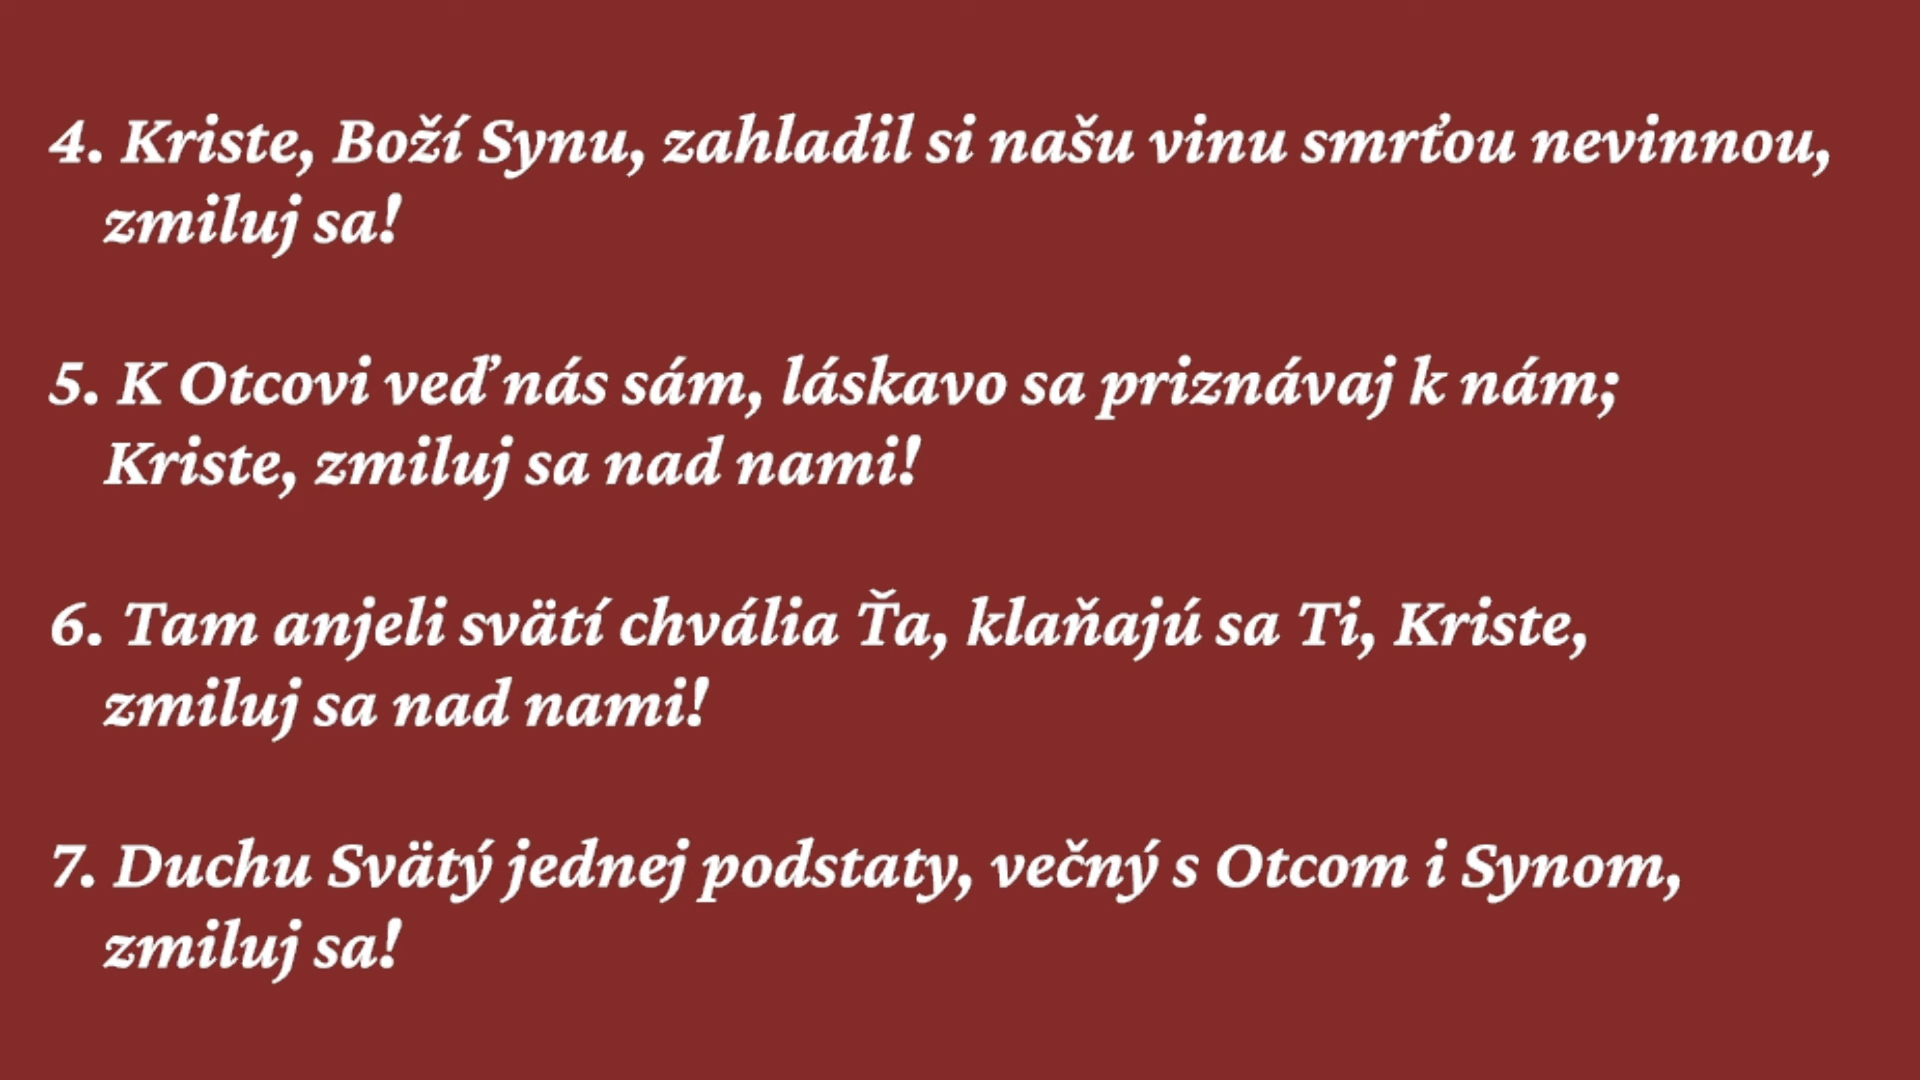 4. Kriste, Boží Synu, zahladil si našu vinu smrťou nevinnou,
zmiluj sa!
5. K Otcovi veď nás sám, láskavo sa priznávaj k nám;
Kriste, zmiluj sa nad nami!
6. Tam anjeli svätí chvália Ťa, klaňajú sa Ti, Kriste,
zmiluj sa nad nami!
7. Duchu Svätý jednej podstaty, večný s Otcom i Synom,
zmiluj sa!